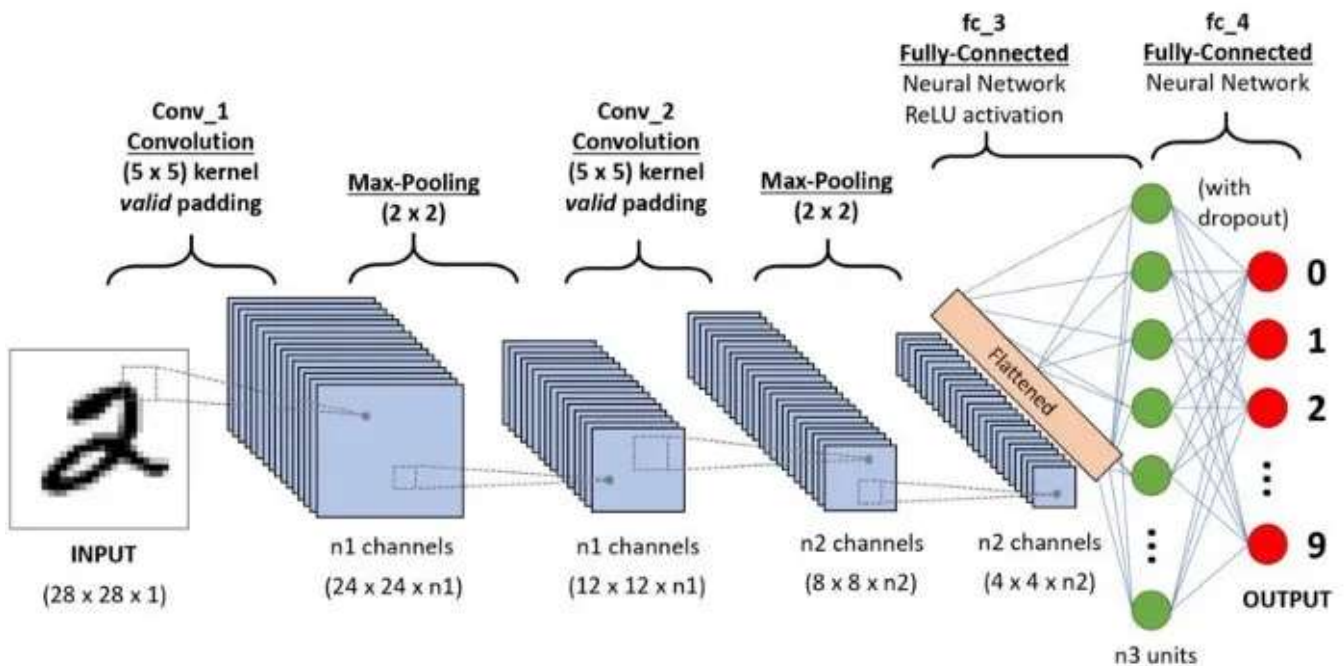 fc_3
Fully-Connected
Neural Network
ReLU activation
fc_4
Fully-Connected
Neural Network
Conv_1
Convolution
(5 x 5) kernel
valid padding
Max-Pooling
(2 x 2)
Conv_2
Convolution
(5 x 5) kernel
valid padding
Max-Pooling
(2 x 2)
(with
dropout)
Flattened
0
1
2
9
INPUT
(28 x 28 x 1)
n1 channels
(24 x 24 x n1)
n1 channels
(12 x 12 x n1)
n2 channels
(8 x 8 x n2)
n2 channels
(4 x 4 x n2)
OUTPUT
n3 units
2